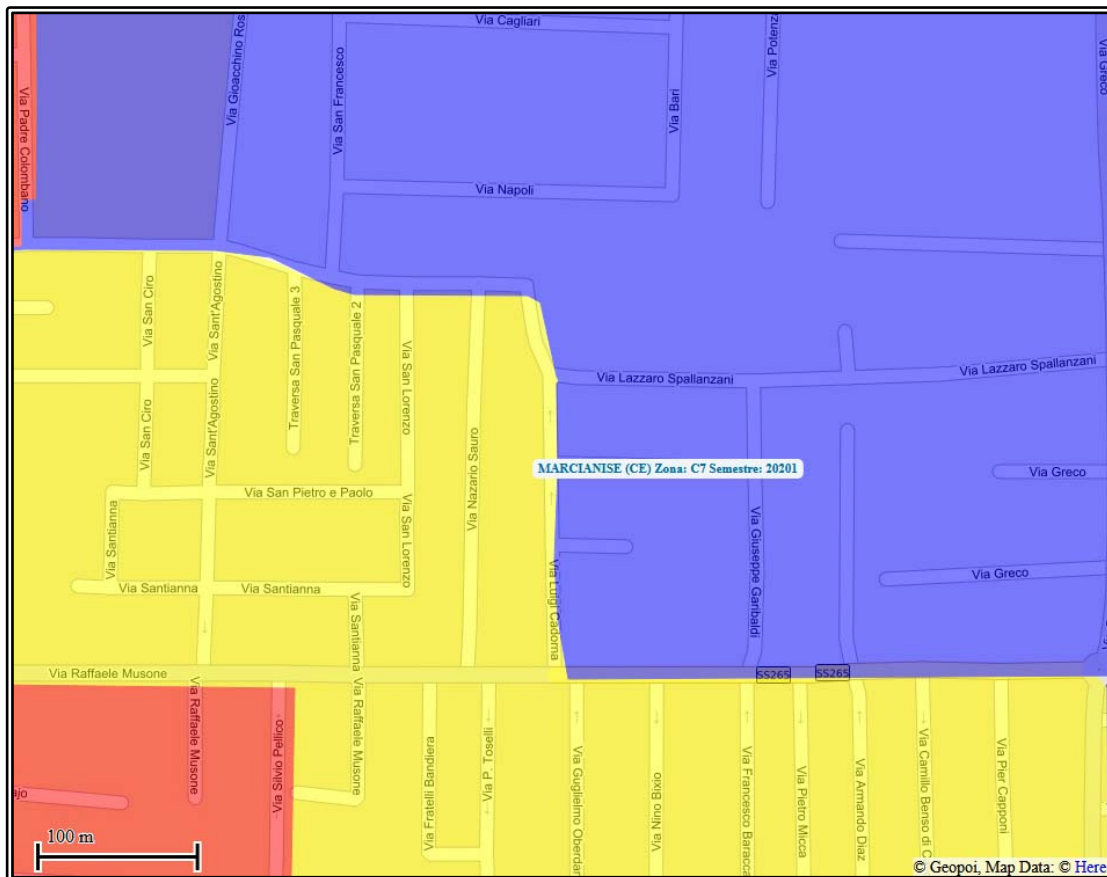 Via Cagliari
Via Gioacchino Ros
Via San Francesco
Via Potenza
Via Greco
Via Padre Colombano
Via Bari
Via Napoli
Via San Ciro
Via Sant'Agostino
Traversa San Pasquale 3
Traversa San Pasquale 2
Via San Lorenzo
Via Lazzaro Spallanzani
Via Lazzaro Spallanzani
Via San Ciro
Via Sant'Agostino
Via Nazario Sauro
MARCIANISE (CE) Zona: C7 Semestre: 20201
Via Greco
Via San Pietro e Paolo
Via San Lorenzo
Via Santianna
Via Giuseppe Garibaldi
Via Luigi Cadorna
Via Greco
Via Santianna
Via Santianna
Via Santianna
Via Raffaele Musone
SS265
SS265
Via Raffaele Musone
Via Silvio Pellico
Via Raffaele Musone
Via Fratelli Bandiera
Via P. Toselli
Via Guglielmo Oberdan
Via Nino Bixio
Via Francesco Baracca
Via Pietro Micca
Via Armando Diaz
Via Camillo Benso di C
Via Pier Capponi
ajo
100 m
© Geopoi, Map Data: © Here